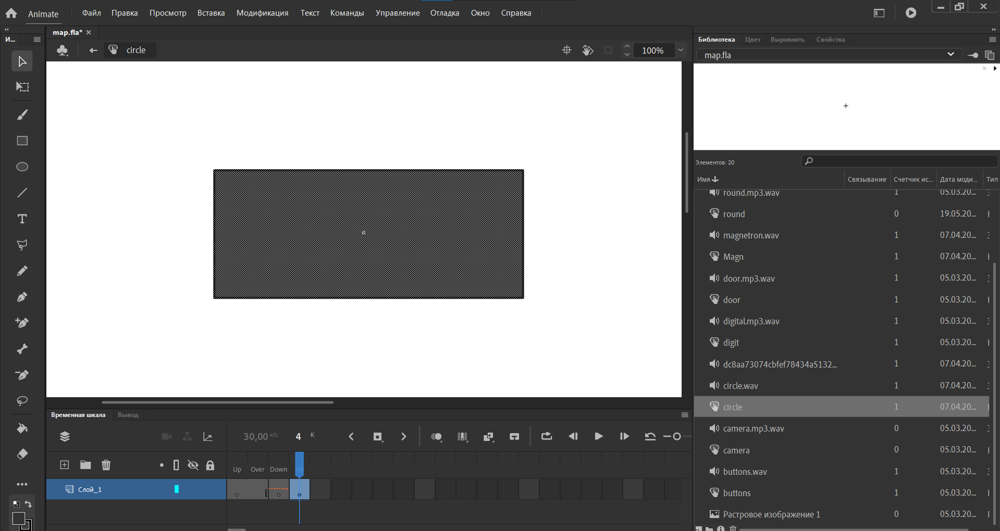 Animate
Файл
Правка
Просмотр
Вставка
Модификация
Текст
Команды
Управление
Отладка
Окно
Справка
И...
map.fla*
circle
100%
Библиотека
Цвет
Выровнять
Свойства
map.fla
Элементов: 20
Имя
Связывание
Счетчик ис...
Дата моди...
Тип
round.mp3.wav 1 05.03.20...
round 0 19.05.20...
magnetron.wav 1 07.04.20...
Magn 1 07.04.20...
door.mp3.wav 1 05.03.20...
door 1 05.03.20...
digital.mp3.wav 1 05.03.20...
digit 1 05.03.20...
dc8aa73074cbfef78434a5132... 1 07.04.20...
circle.wav 1 07.04.20...
circle 1 07.04.20...
camera.mp3.wav 0 05.03.20...
camera 0 05.03.20...
buttons.wav 1 05.03.20...
buttons 1 05.03.20...
Растровое изображение 1 0 05.03.20...
Временная шкала
Вывод
30,00 к/с
4 К
Up
Over
Down
Hit
Слой_1